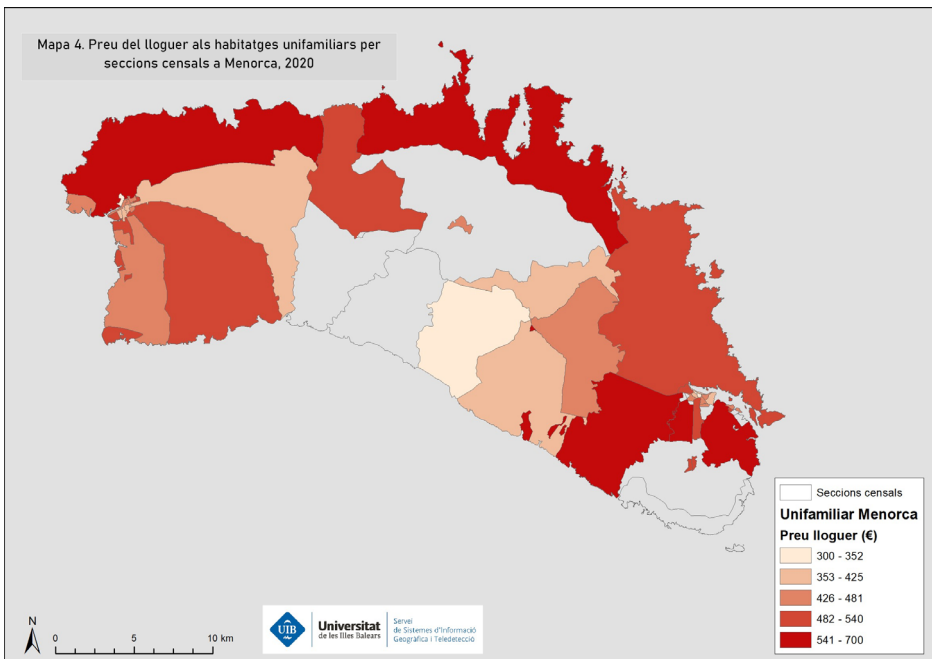 Mapa 4. Preu del lloguer als habitatges unifamiliars per
seccions censals a Menorca, 2020
Seccions censals
Unifamiliar Menorca
Preu lloguer (€)
300 - 352
353 - 425
426 - 481
482 - 540
541 - 700
N
0 5 10 km
UIB
Universitat
de les Illes Balears
Servei
de Sistemes d'Informació
Geogràfica i Teledetecció